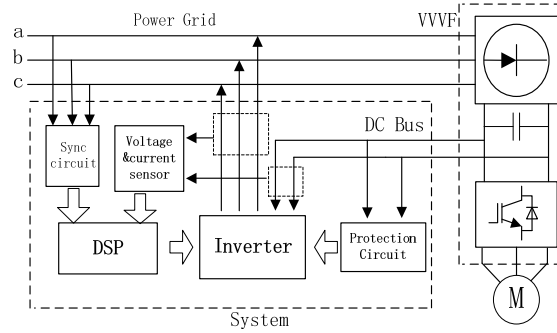 Power Grid
VVVF
a
b
c
DC Bus
Sync
circuit
Voltage
&current
sensor
DSP
Inverter
Protection
Circuit
M
System